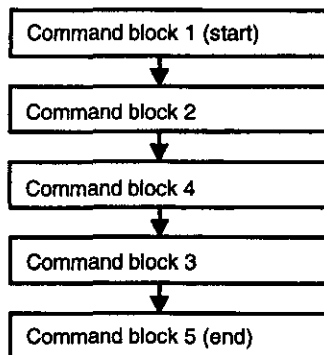 Command block 1 (start)
Command block 2
Command block 4
Command block 3
Command block 5 (end)